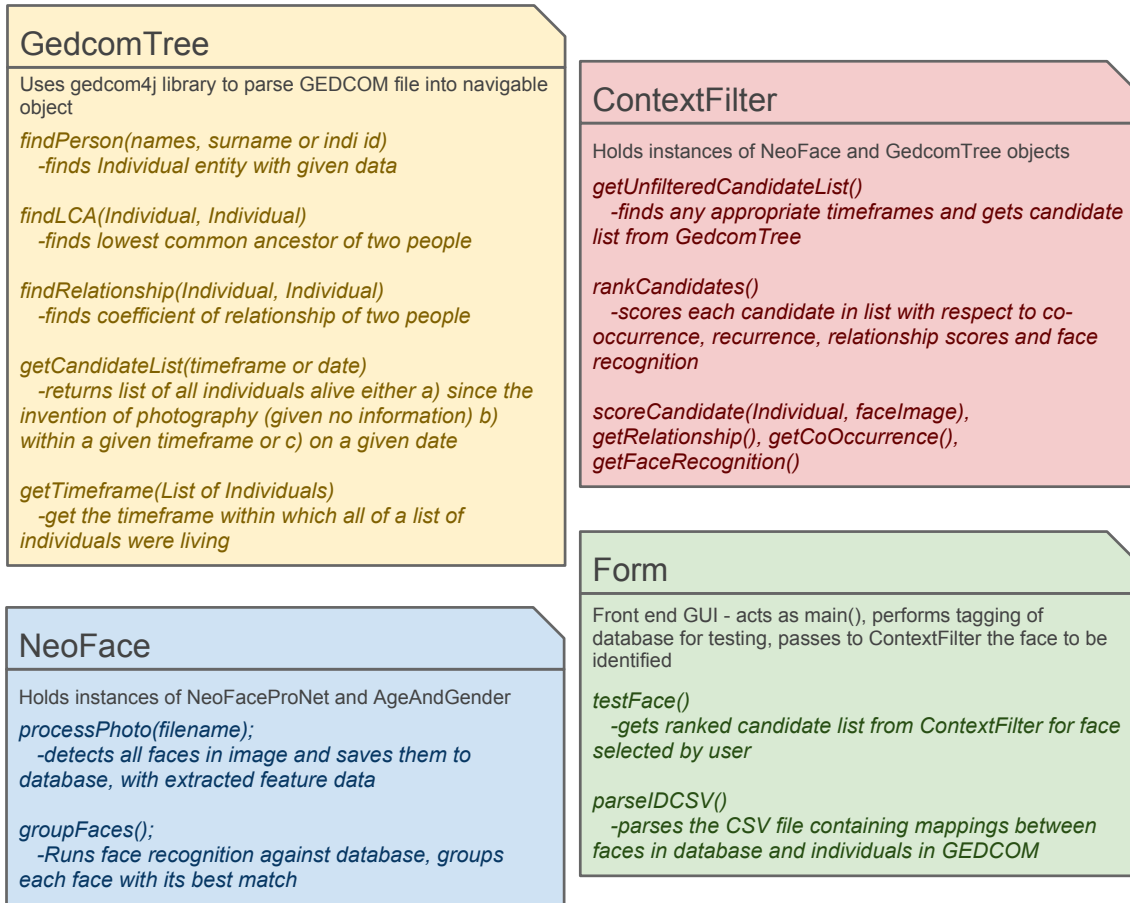 GedcomTree
Uses gedcom4j library to parse GEDCOM file into navigable
object
findPerson(names, surname or indi id)
-finds Individual entity with given data
findLCA(Individual, Individual)
-finds lowest common ancestor of two people
findRelationship(Individual, Individual)
-finds coefficient of relationship of two people
getCandidateList(timeframe or date)
-returns list of all individuals alive either a) since the
invention of photography (given no information) b)
within a given timeframe or c) on a given date
getTimeframe(List of Individuals)
-get the timeframe within which all of a list of
individuals were living
ContextFilter
Holds instances of NeoFace and GedcomTree objects
getUnfilteredCandidateList()
-finds any appropriate timeframes and gets candidate
list from GedcomTree
rankCandidates()
-scores each candidate in list with respect to co-
occurrence, recurrence, relationship scores and face
recognition
scoreCandidate(Individual, faceImage),
getRelationship(), getCoOccurrence(),
getFaceRecognition()
NeoFace
Holds instances of NeoFaceProNet and AgeAndGender
processPhoto(filename);
-detects all faces in image and saves them to
database, with extracted feature data
groupFaces();
-Runs face recognition against database, groups
each face with its best match
Form
Front end GUI - acts as main(), performs tagging of
database for testing, passes to ContextFilter the face to be
identified
testFace()
-gets ranked candidate list from ContextFilter for face
selected by user
parseIDCSV()
-parses the CSV file containing mappings between
faces in database and individuals in GEDCOM